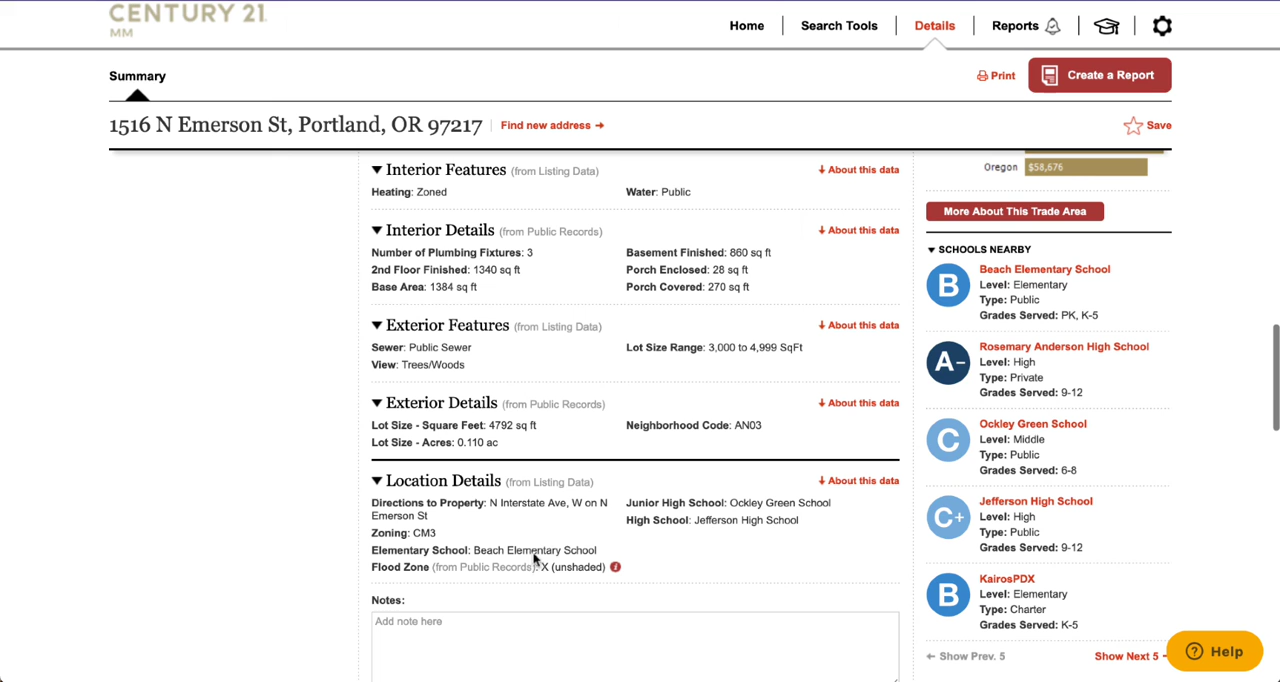 CENTURY 21.
MM
Home
Search Tools
Details
Reports
Summary
Print
Create a Report
1516 N Emerson St, Portland, OR 97217
Find new address →
Save
▼ Interior Features (from Listing Data)
About this data
Heating: Zoned
Water: Public
▼ Interior Details (from Public Records)
About this data
Number of Plumbing Fixtures: 3
Basement Finished: 860 sq ft
2nd Floor Finished: 1340 sq ft
Porch Enclosed: 28 sq ft
Base Area: 1384 sq ft
Porch Covered: 270 sq ft
▼ Exterior Features (from Listing Data)
About this data
Sewer: Public Sewer
Lot Size Range: 3,000 to 4,999 SqFt
View: Trees/Woods
▼ Exterior Details (from Public Records)
About this data
Lot Size - Square Feet: 4792 sq ft
Neighborhood Code: AN03
Lot Size - Acres: 0.110 ac
▼ Location Details (from Listing Data)
About this data
Directions to Property: N Interstate Ave, W on N
Emerson St
Junior High School: Ockley Green School
High School: Jefferson High School
Zoning: CM3
Elementary School: Beach Elementary School
Flood Zone (from Public Records): X (unshaded)
Notes:
Add note here
Oregon $58,676
More About This Trade Area
▼ SCHOOLS NEARBY
B
Beach Elementary School
Level: Elementary
Type: Public
Grades Served: PK, K-5
A-
Rosemary Anderson High School
Level: High
Type: Private
Grades Served: 9-12
C
Ockley Green School
Level: Middle
Type: Public
Grades Served: 6-8
C+
Jefferson High School
Level: High
Type: Public
Grades Served: 9-12
B
KairosPDX
Level: Elementary
Type: Charter
Grades Served: K-5
← Show Prev. 5
Show Next 5
Help